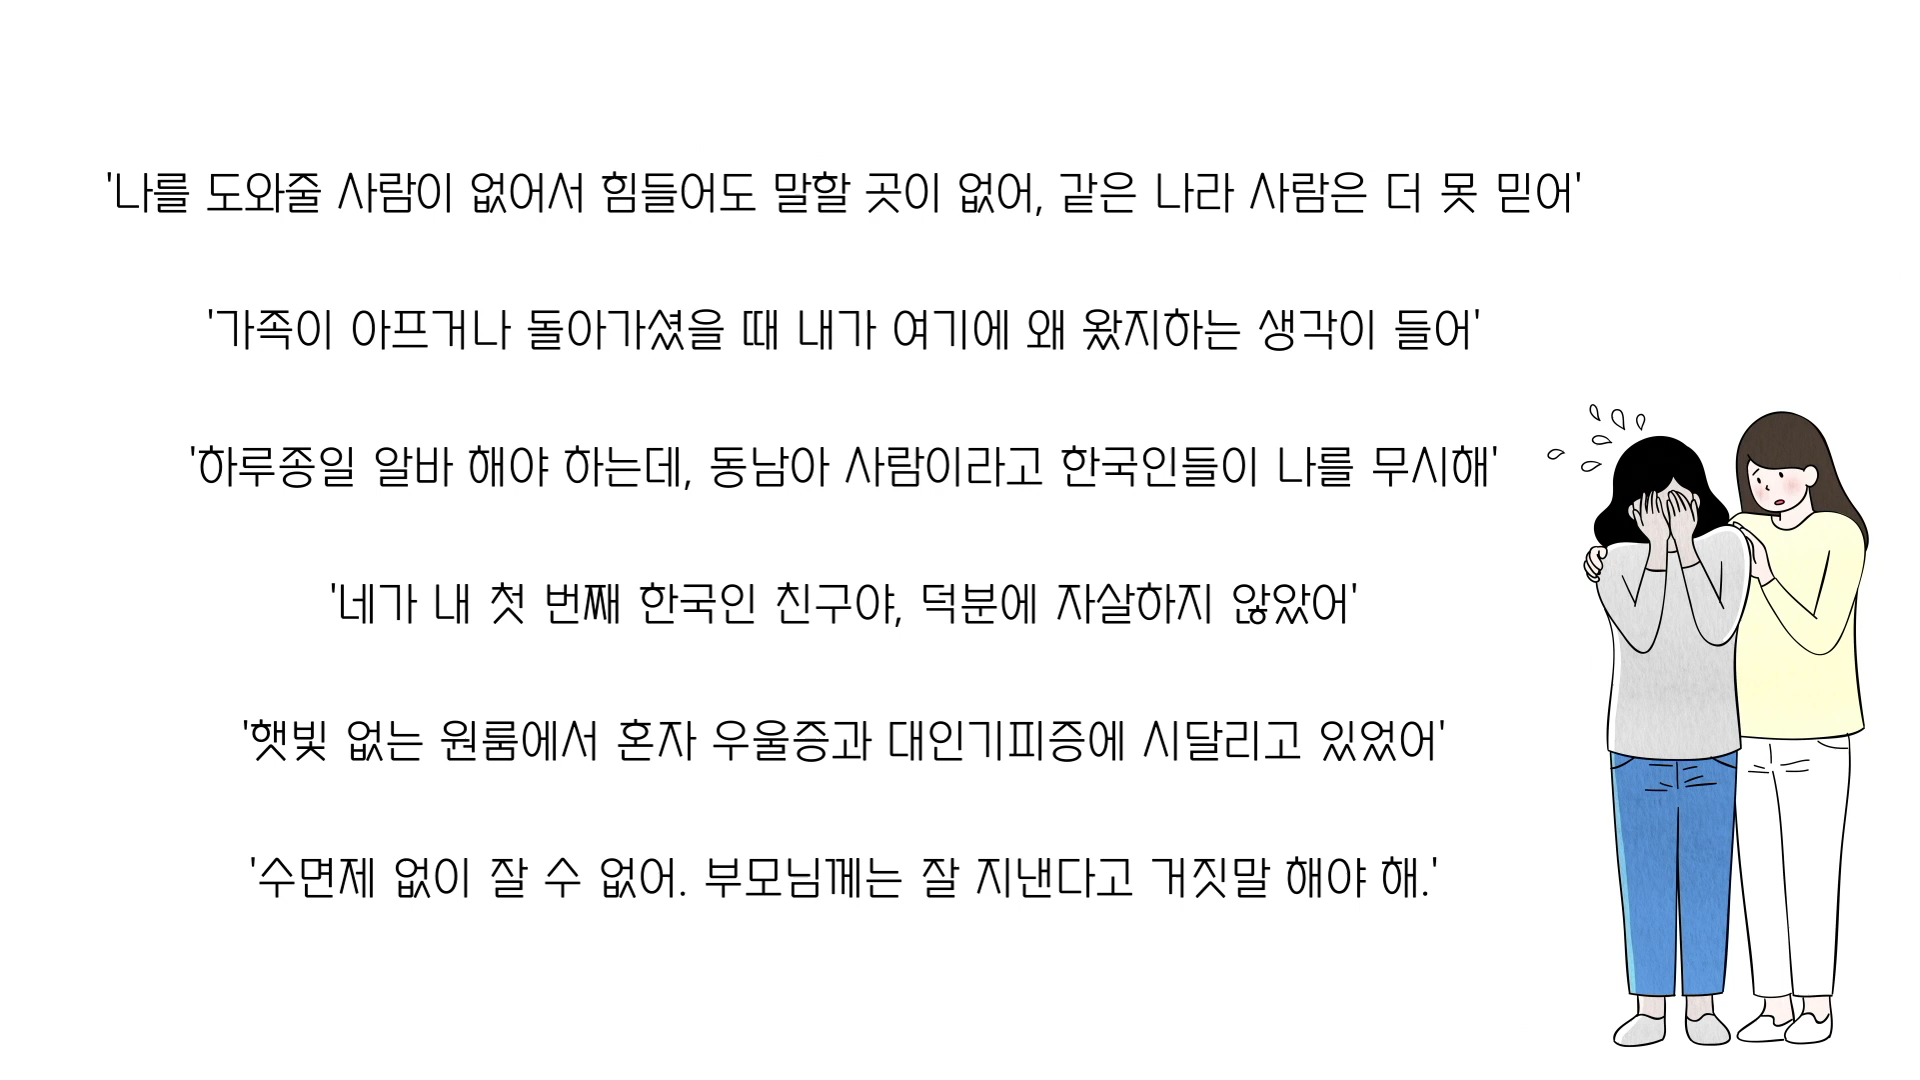 '나를 도와줄 사람이 없어서 힘들어도 말할 곳이 없어, 같은 나라 사람은 더 못 믿어'
'가족이 아프거나 돌아가셨을 때 내가 여기에 왜 왔지하는 생각이 들어'
'하루종일 알바 해야 하는데, 동남아 사람이라고 한국인들이 나를 무시해'
'네가 내 첫 번째 한국인 친구야, 덕분에 자살하지 않았어'
'햇빛 없는 원룸에서 혼자 우울증과 대인기피증에 시달리고 있었어'
'수면제 없이 잘 수 없어. 부모님께는 잘 지낸다고 거짓말 해야 해.'